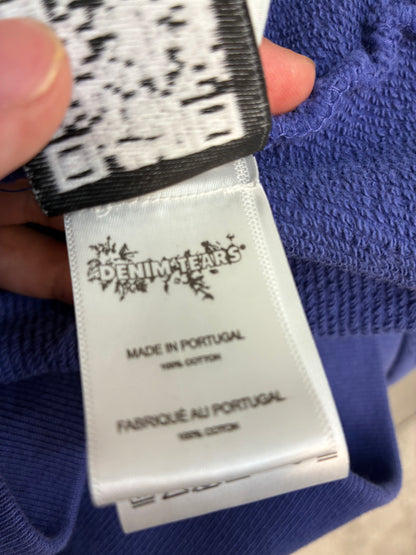 DENIM TEARS
MADE IN PORTUGAL
100% COTTON
FABRIQUÉ AU PORTUGAL
100% COTON